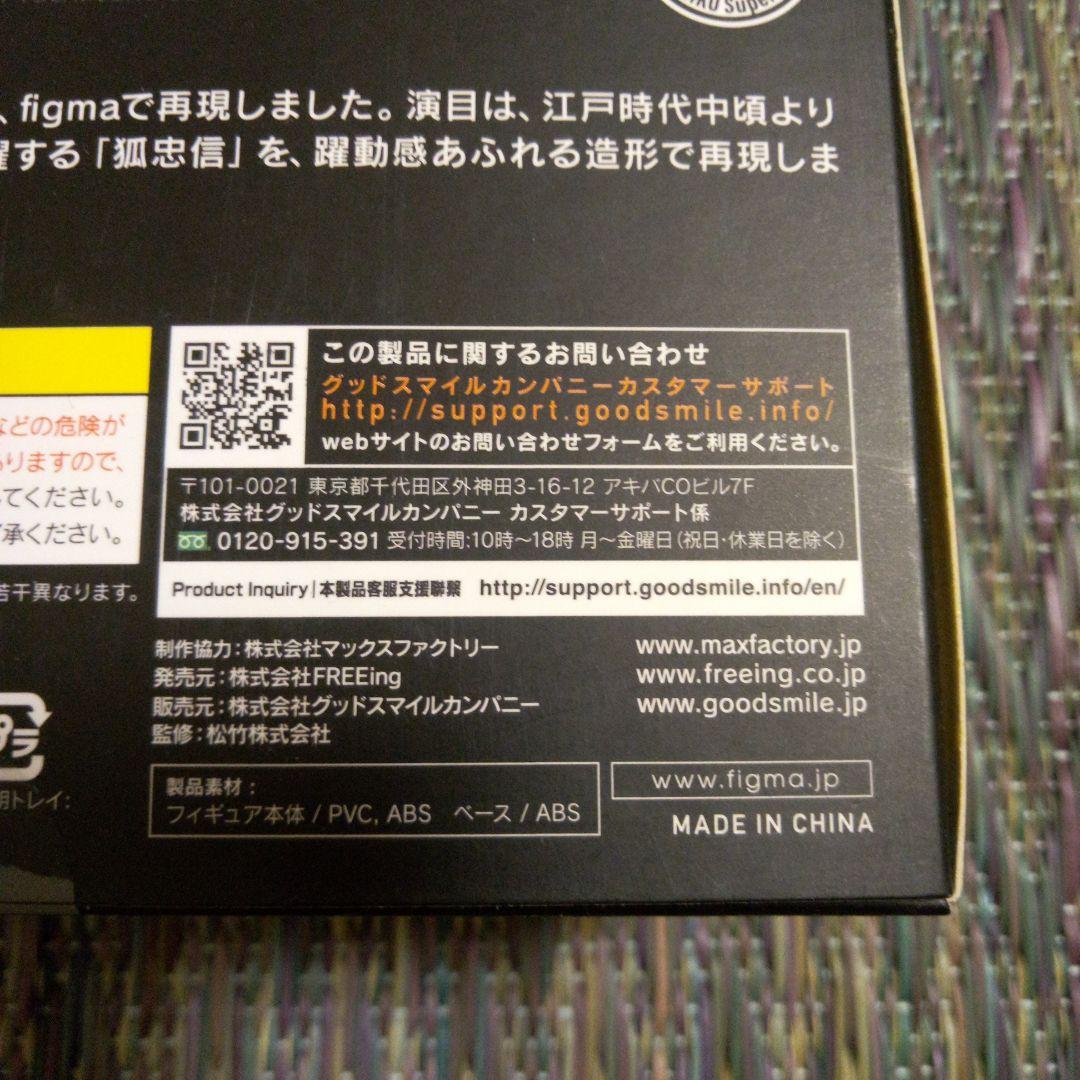 Super
、figmaで再現しました。演目は、江戸時代中頃より
躍する「狐忠信」を、躍動感あふれる造形で再現しま
などの危険が
ありますので、
してください。
了承ください。
若干異なります。
この製品に関するお問い合わせ
グッドスマイルカンパニーカスタマーサポート
http://support.goodsmile.info/
webサイトのお問い合わせフォームをご利用ください。
〒101-0021 東京都千代田区外神田3-16-12 アキバCOビル7F
株式会社グッドスマイルカンパニー カスタマーサポート係
0120-915-391 受付時間:10時〜18時 月〜金曜日(祝日・休業日を除く)
Product Inquiry|本製品客服支援聯繫 http://support.goodsmile.info/en/
制作協力：株式会社マックスファクトリー www.maxfactory.jp
発売元：株式会社FREEing www.freeing.co.jp
販売元：株式会社グッドスマイルカンパニー www.goodsmile.jp
監修：松竹株式会社
プラ
明トレイ:
製品素材：
フィギュア本体 / PVC, ABS ベース / ABS
www.figma.jp
MADE IN CHINA